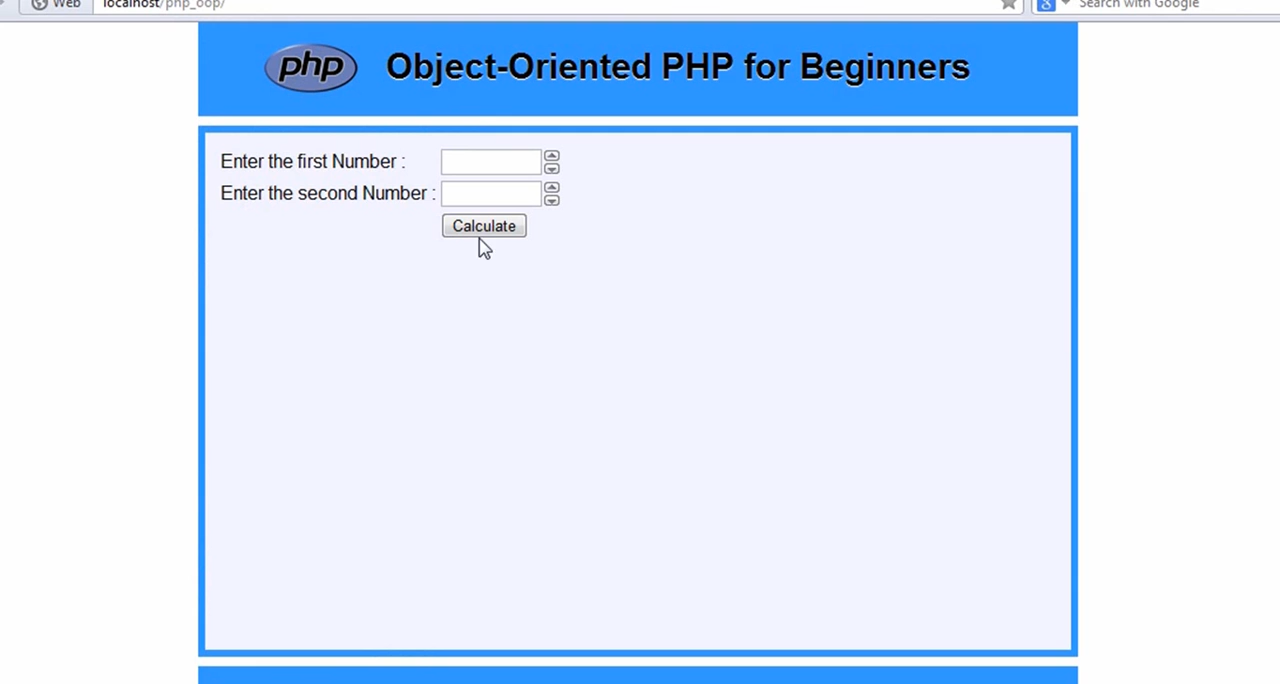 Web localhost/php_oop/ Search with Google
php Object-Oriented PHP for Beginners
Enter the first Number :
Enter the second Number :
Calculate